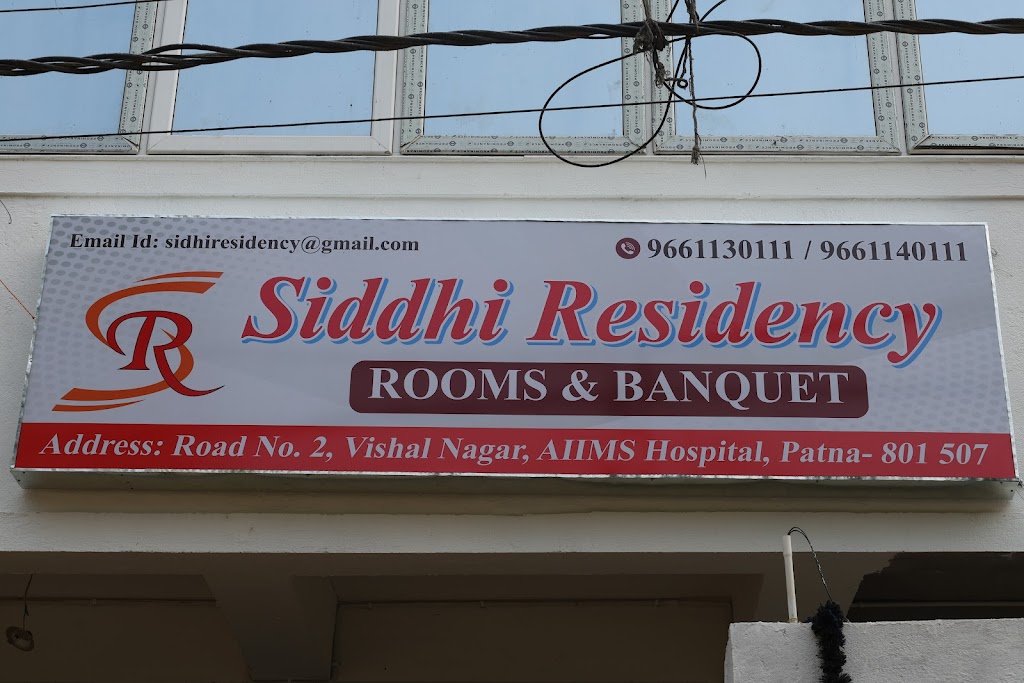 Email Id: sidhiresidency@gmail.com
9661130111 / 9661140111
SR
Siddhi Residency
ROOMS & BANQUET
Address: Road No. 2, Vishal Nagar, AIIMS Hospital, Patna- 801 507